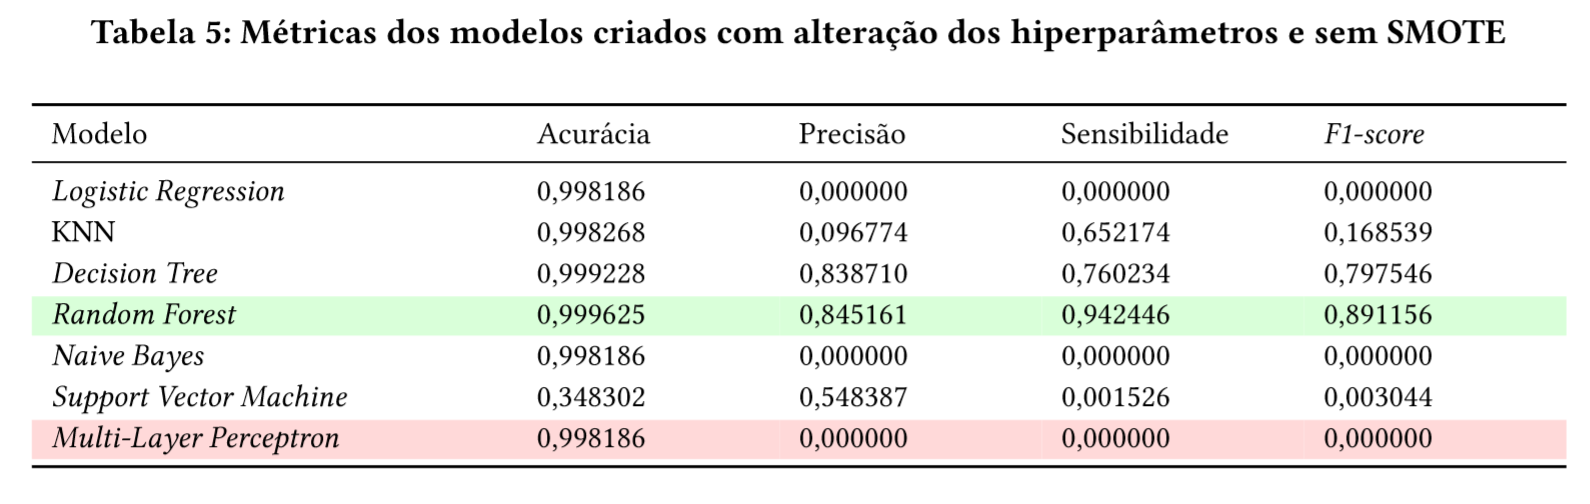 Tabela 5: Métricas dos modelos criados com alteração dos hiperparâmetros e sem SMOTE
Modelo Acurácia Precisão Sensibilidade F1-score
Logistic Regression 0,998186 0,000000 0,000000 0,000000
KNN 0,998268 0,096774 0,652174 0,168539
Decision Tree 0,999228 0,838710 0,760234 0,797546
Random Forest 0,999625 0,845161 0,942446 0,891156
Naive Bayes 0,998186 0,000000 0,000000 0,000000
Support Vector Machine 0,348302 0,548387 0,001526 0,003044
Multi-Layer Perceptron 0,998186 0,000000 0,000000 0,000000